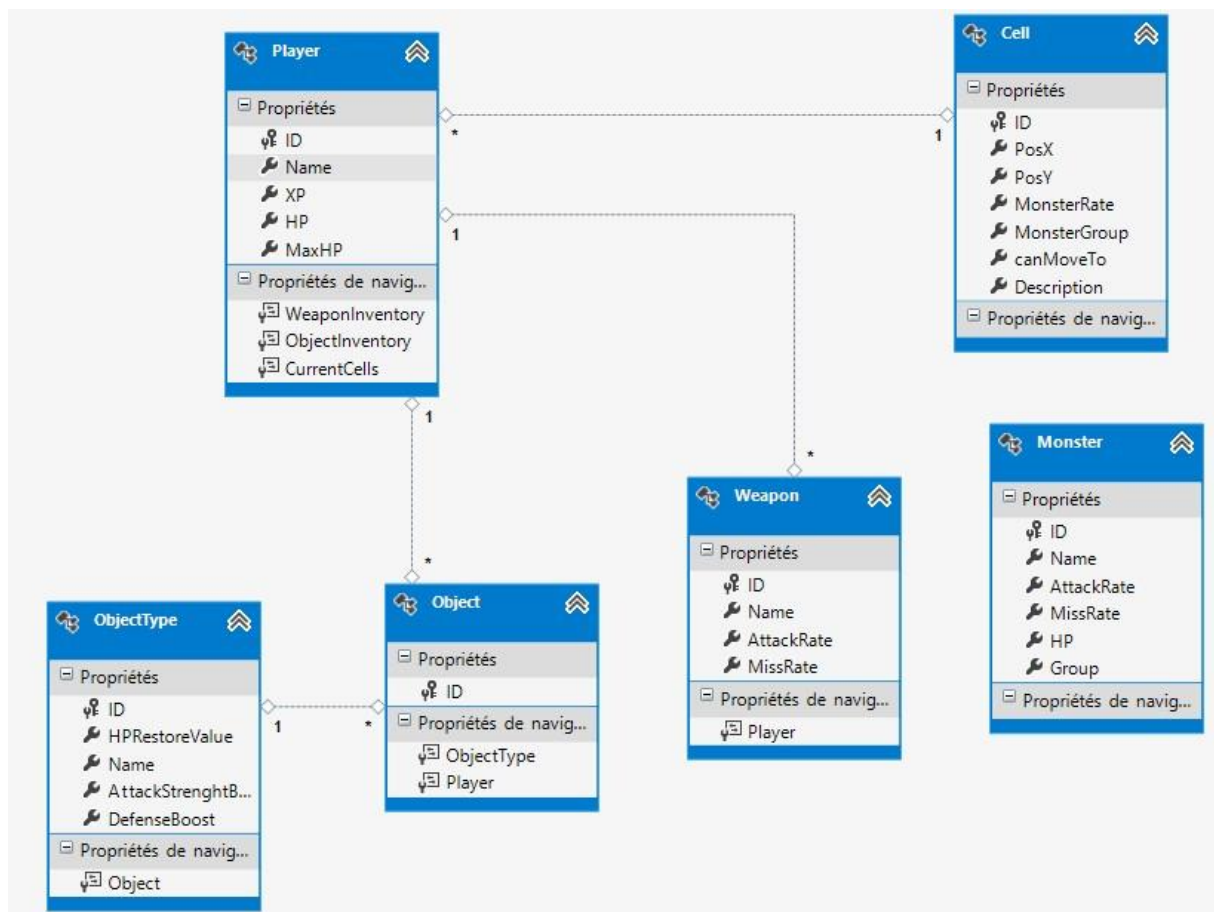 Player
Propriétés
ID
Name
XP
HP
MaxHP
Propriétés de navig...
WeaponInventory
ObjectInventory
CurrentCells
*
1
1
*
1
*
Cell
Propriétés
ID
PosX
PosY
MonsterRate
MonsterGroup
canMoveTo
Description
Propriétés de navig...
Monster
Propriétés
ID
Name
AttackRate
MissRate
HP
Group
Propriétés de navig...
Weapon
Propriétés
ID
Name
AttackRate
MissRate
Propriétés de navig...
Player
Object
Propriétés
ID
Propriétés de navig...
ObjectType
Player
ObjectType
Propriétés
ID
HPRestoreValue
Name
AttackStrenghtB...
DefenseBoost
Propriétés de navig...
Object
1
*